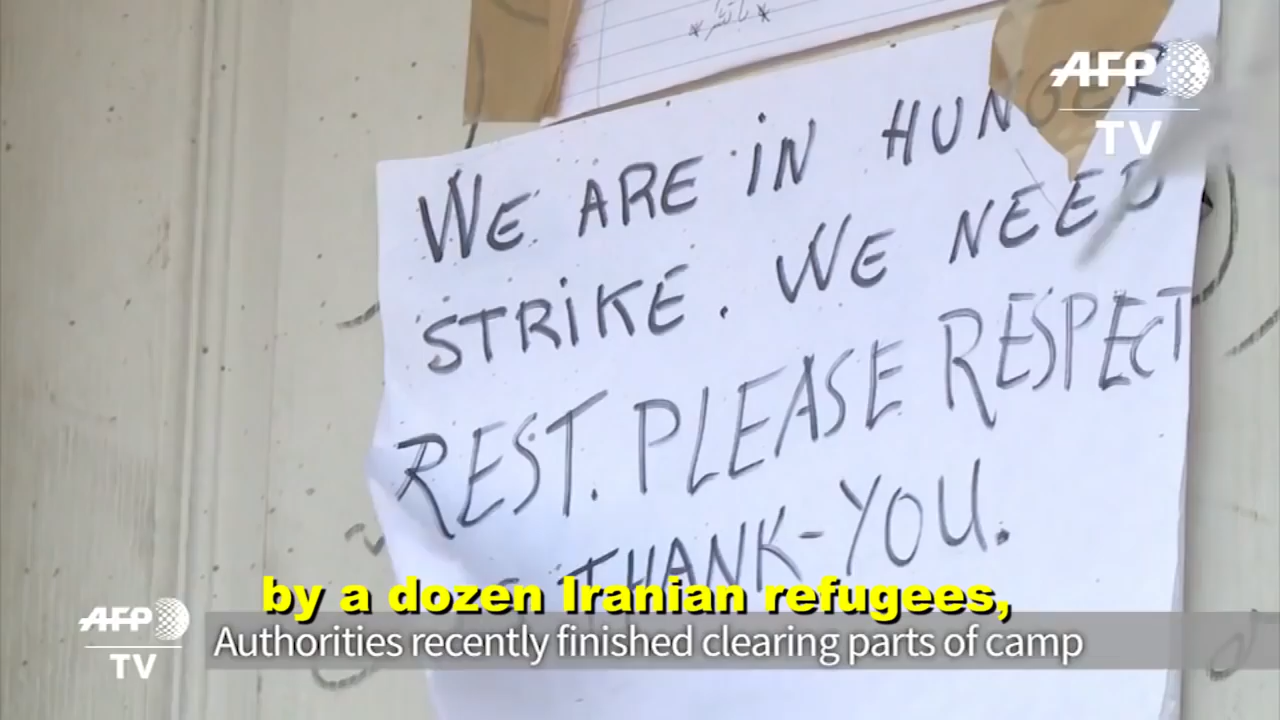 AFP
TV
WE ARE IN HUNGER
STRIKE. WE NEED
REST. PLEASE RESPECT
THANK-YOU.
by a dozen Iranian refugees,
AFP
TV
Authorities recently finished clearing parts of camp